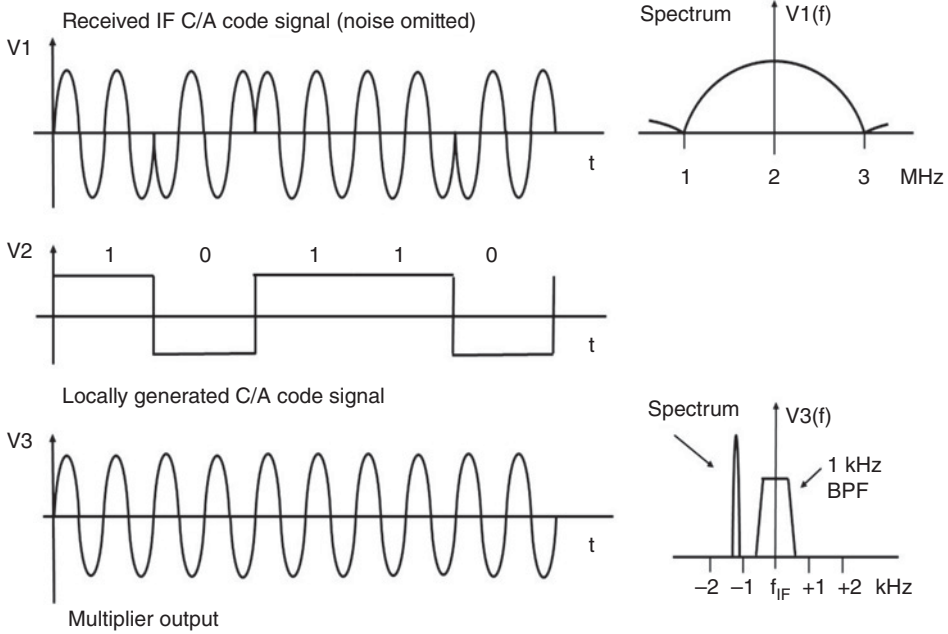 Received IF C/A code signal (noise omitted)
V1
t
Spectrum
V1(f)
1 2 3 MHz
V2
1 0 1 1 0
t
Locally generated C/A code signal
V3
t
Multiplier output
Spectrum
V3(f)
1 kHz
BPF
–2 –1 fIF +1 +2 kHz